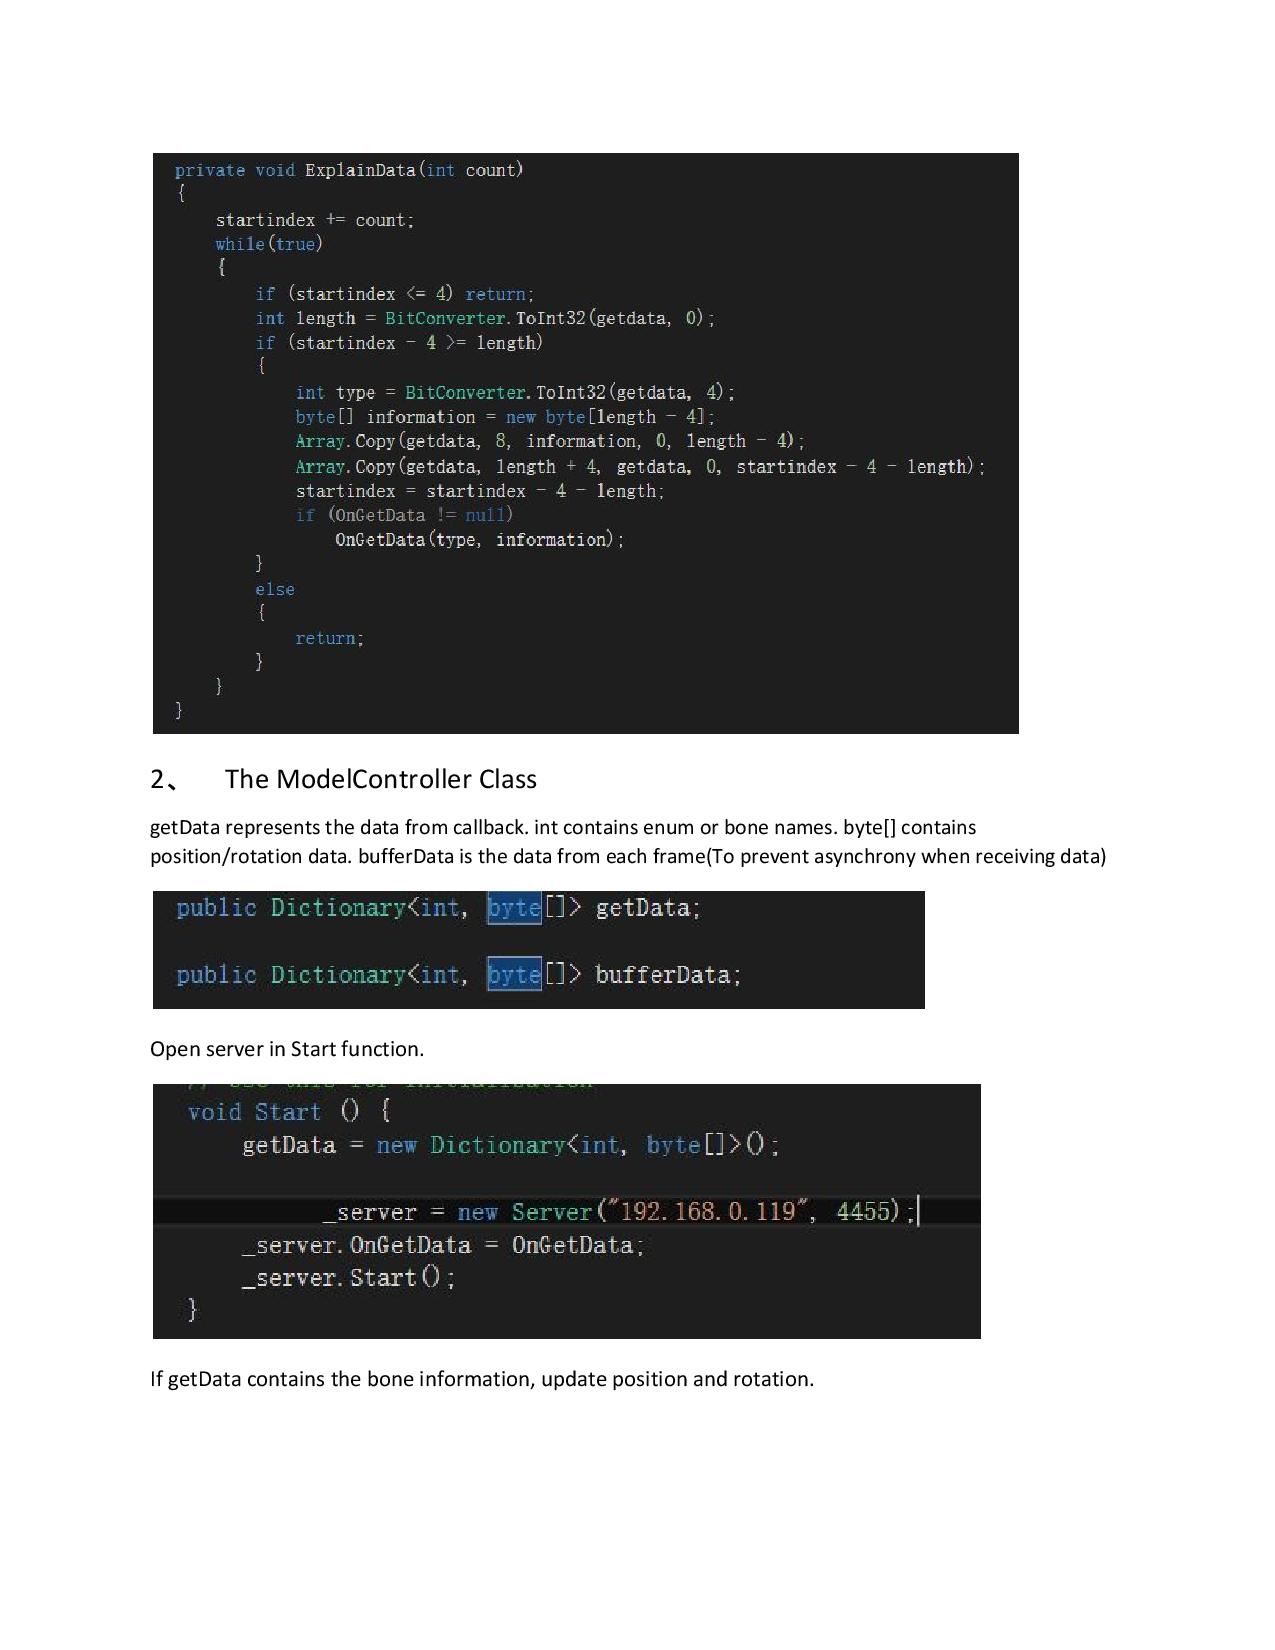 private void ExplainData(int count)
{
startindex += count;
while(true)
{
if (startindex <= 4) return;
int length = BitConverter.ToInt32(getdata, 0);
if (startindex - 4 >= length)
{
int type = BitConverter.ToInt32(getdata, 4);
byte[] information = new byte[length - 4];
Array.Copy(getdata, 8, information, 0, length - 4);
Array.Copy(getdata, length + 4, getdata, 0, startindex - 4 - length);
startindex = startindex - 4 - length;
if (OnGetData != null)
OnGetData(type, information);
}
else
{
return;
}
}
}
2、 The ModelController Class
getData represents the data from callback. int contains enum or bone names. byte[] contains
position/rotation data. bufferData is the data from each frame(To prevent asynchrony when receiving data)
public Dictionary<int, byte[]> getData;
public Dictionary<int, byte[]> bufferData;
Open server in Start function.
// Use this for initialization
void Start () {
getData = new Dictionary<int, byte[]>();
_server = new Server("192.168.0.119", 4455);
_server.OnGetData = OnGetData;
_server.Start();
}
If getData contains the bone information, update position and rotation.